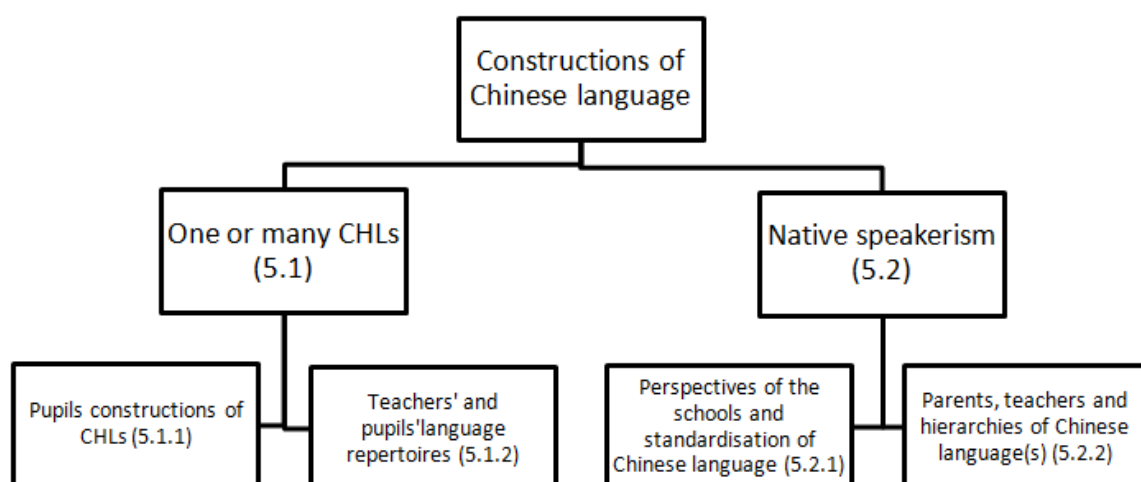 Constructions of
Chinese language
One or many CHLs
(5.1)
Native speakerism
(5.2)
Pupils constructions of
CHLs (5.1.1)
Teachers' and
pupils'language
repertoires (5.1.2)
Perspectives of the
schools and
standardisation of
Chinese language (5.2.1)
Parents, teachers and
hierarchies of Chinese
language(s) (5.2.2)